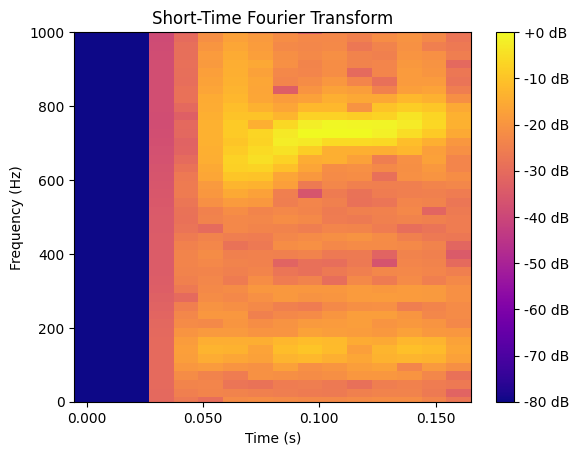 Short-Time Fourier Transform
1000
800
600
400
200
0
Frequency (Hz)
0.000
0.050
0.100
0.150
Time (s)
+0 dB
-10 dB
-20 dB
-30 dB
-40 dB
-50 dB
-60 dB
-70 dB
-80 dB